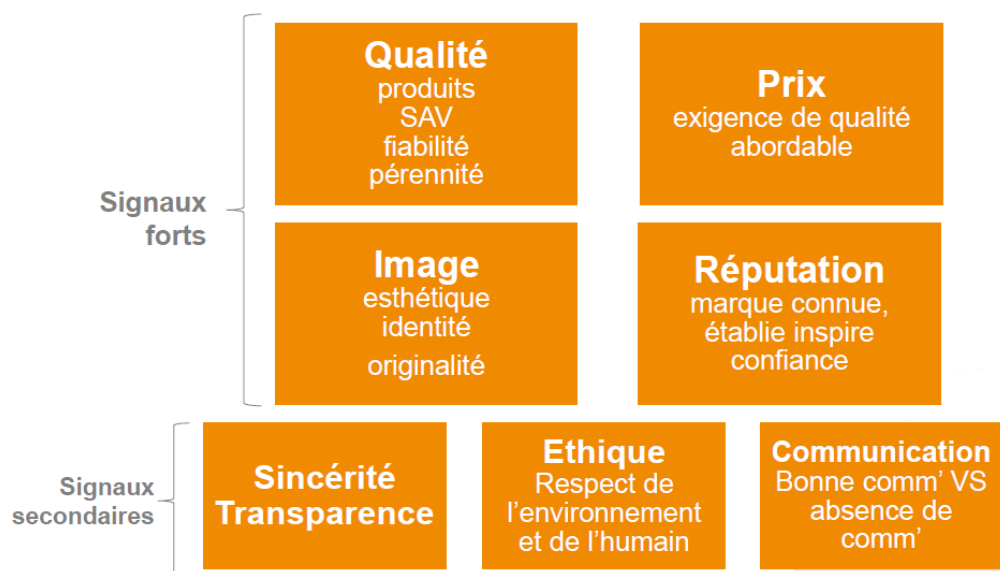 Signaux
forts
Qualité
produits
SAV
fiabilité
pérennité
Prix
exigence de qualité
abordable
Image
esthétique
identité
originalité
Réputation
marque connue,
établie inspire
confiance
Signaux
secondaires
Sincérité
Transparence
Ethique
Respect de
l’environnement
et de l’humain
Communication
Bonne comm’ VS
absence de
comm’